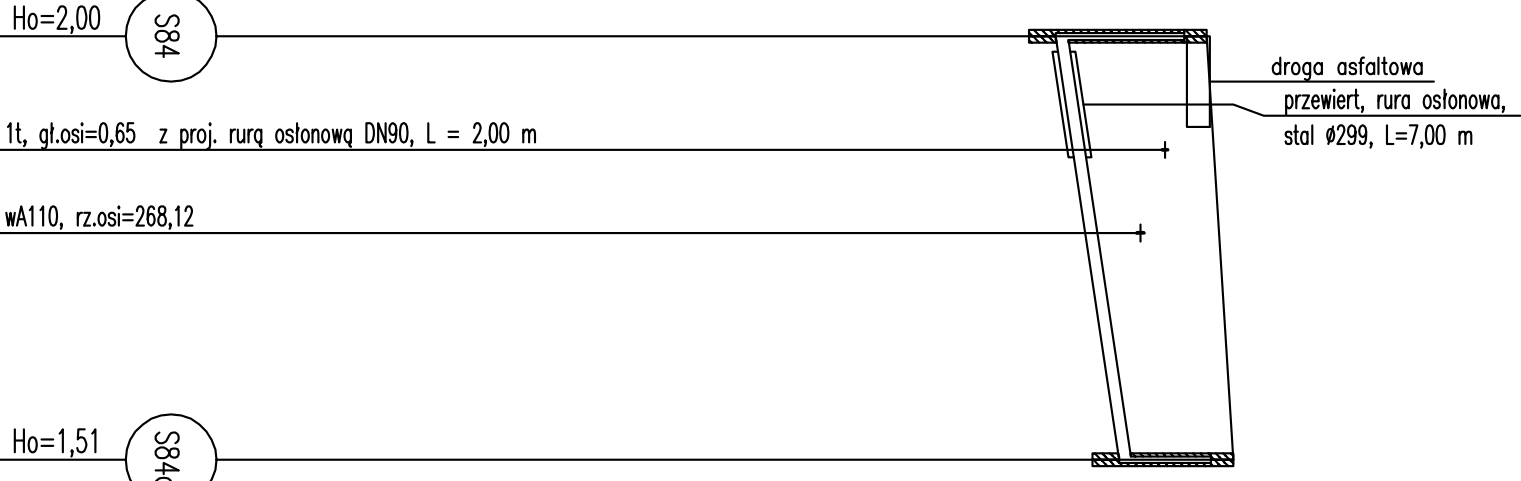 Ho=2,00
S84
droga asfaltowa
przewiert, rura osłonowa,
stal ø299, L=7,00 m
1t, gł.osi=0,65 z proj. rurą osłonową DN90, L = 2,00 m
wA110, rz.osi=268,12
Ho=1,51